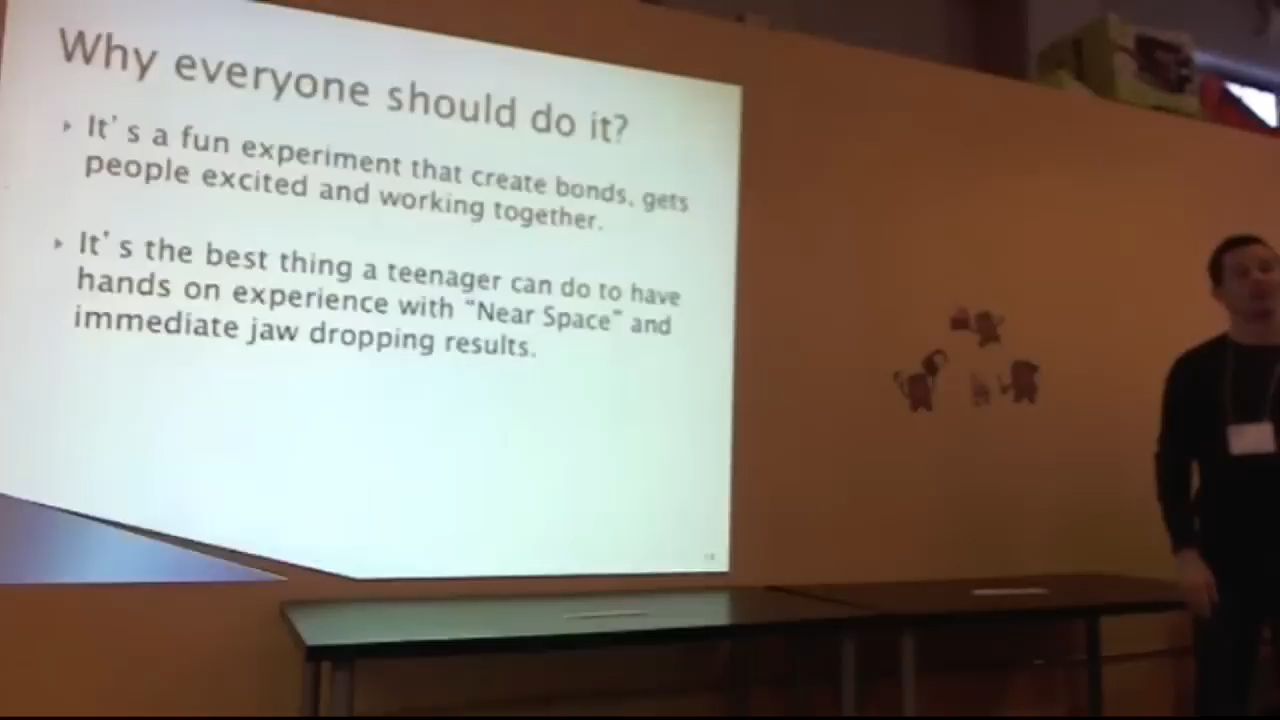 Why everyone should do it?
It's a fun experiment that create bonds, gets
people excited and working together.
It's the best thing a teenager can do to have
hands on experience with "Near Space" and
immediate jaw dropping results.